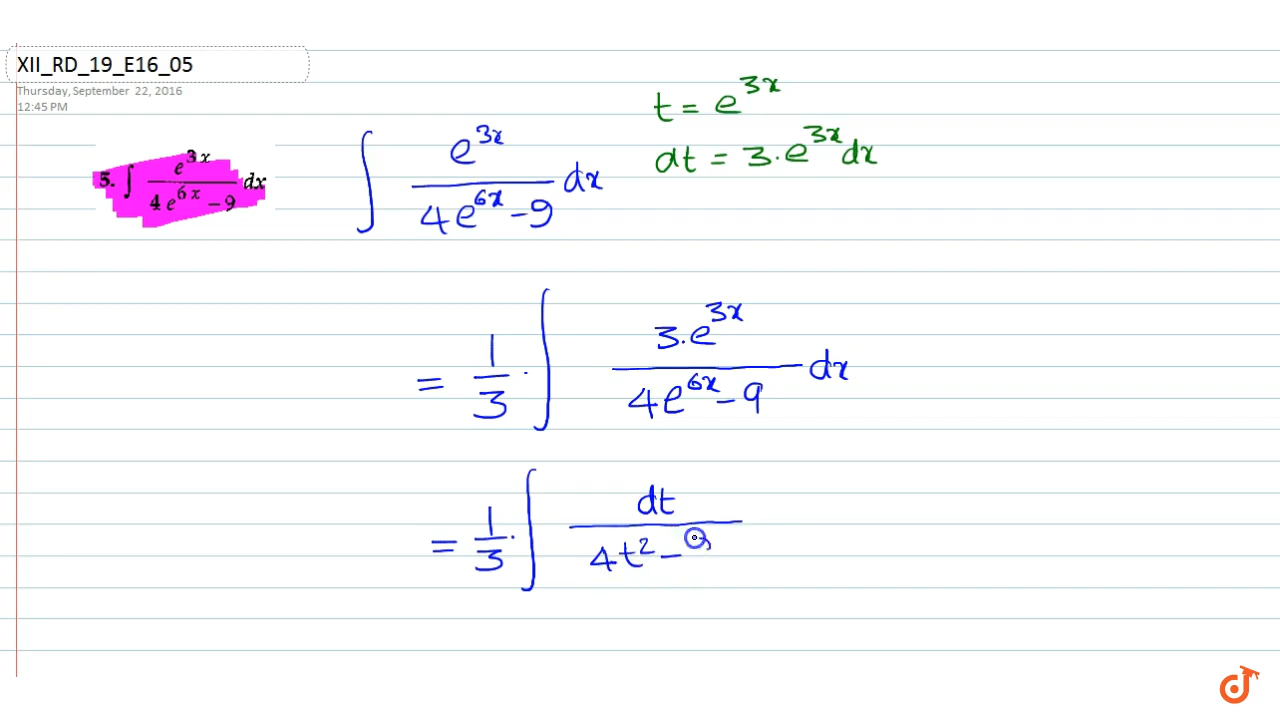 XII_RD_19_E16_05
Thursday, September 22, 2016
12:45 PM
5. ∫ e^{3x} / (4e^{6x} - 9) dx
∫ e^{3x} / (4e^{6x} - 9) dx
t = e^{3x}
dt = 3.e^{3x} dx
= 1/3 . ∫ 3.e^{3x} / (4e^{6x} - 9) dx
= 1/3 . ∫ dt / (4t² -